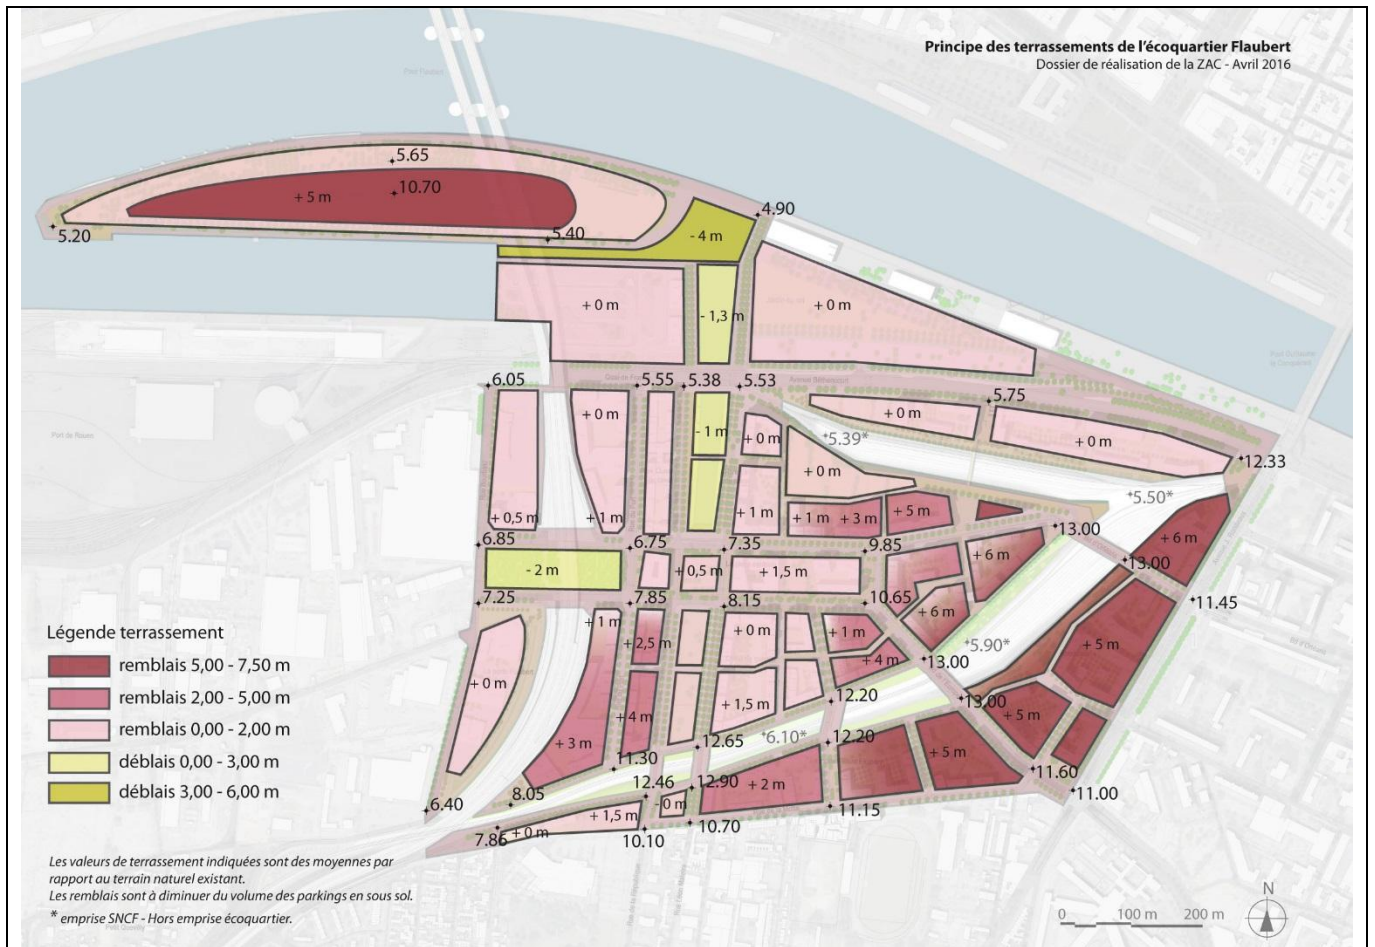 Principe des terrassements de l'écoquartier Flaubert
Dossier de réalisation de la ZAC - Avril 2016
Pont Flaubert
5.65
+ 5 m
10.70
5.20
5.40
4.90
- 4 m
+ 0 m
- 1,3 m
+ 0 m
6.05
5.55
5.38
5.53
5.75
Port de Rouen
+ 0 m
- 1 m
+ 0 m
5.39*
+ 0 m
+ 0 m
12.33
+ 0 m
5.50*
+ 0,5 m
+ 1 m
+ 1 m
+ 1 m
+ 3 m
+ 5 m
13.00
+ 6 m
6.85
6.75
7.35
9.85
+ 6 m
13.00
- 2 m
+ 0,5 m
+ 1,5 m
7.25
7.85
8.15
10.65
11.45
+ 1 m
+ 2,5 m
+ 0 m
+ 1 m
+ 6 m
5.90*
+ 5 m
+ 4 m
13.00
+ 0 m
12.20
13.00
+ 4 m
+ 1,5 m
+ 5 m
+ 3 m
12.65
6.10*
12.20
+ 5 m
11.30
11.60
12.46
12.90
+ 2 m
11.00
8.05
- 0 m
6.40
+ 1,5 m
11.15
7.86
+ 0 m
10.10
10.70
Légende terrassement
remblais 5,00 - 7,50 m
remblais 2,00 - 5,00 m
remblais 0,00 - 2,00 m
déblais 0,00 - 3,00 m
déblais 3,00 - 6,00 m
Les valeurs de terrassement indiquées sont des moyennes par
rapport au terrain naturel existant.
Les remblais sont à diminuer du volume des parkings en sous sol.
* emprise SNCF - Hors emprise écoquartier.
Petit Quevilly
N
0 100 m 200 m